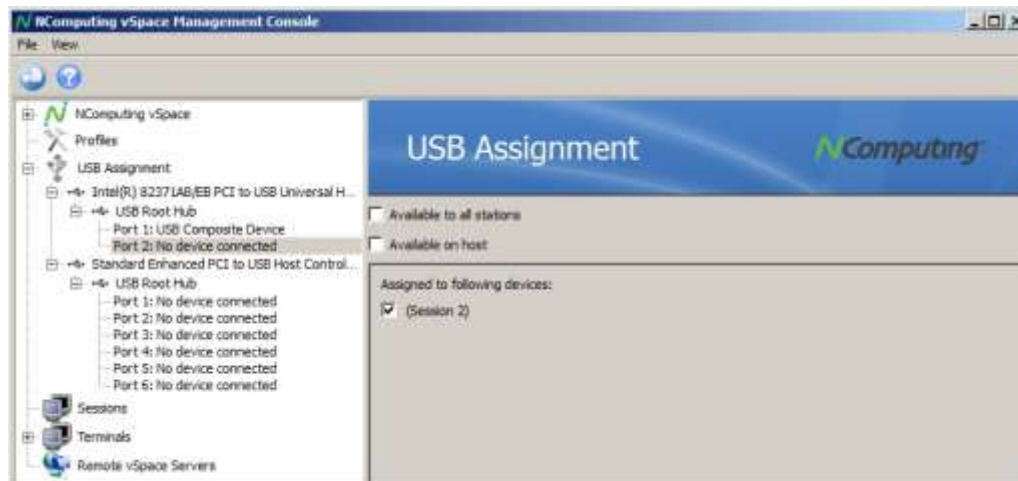 NComputing vSpace Management Console
File View
NComputing vSpace
Profiles
USB Assignment
Intel(R) 82371AB/EB PCI to USB Universal H...
USB Root Hub
Port 1: USB Composite Device
Port 2: No device connected
Standard Enhanced PCI to USB Host Control...
USB Root Hub
Port 1: No device connected
Port 2: No device connected
Port 3: No device connected
Port 4: No device connected
Port 5: No device connected
Port 6: No device connected
Sessions
Terminals
Remote vSpace Servers
USB Assignment
NComputing
Available to all stations
Available on host
Assigned to following devices:
(Session 2)